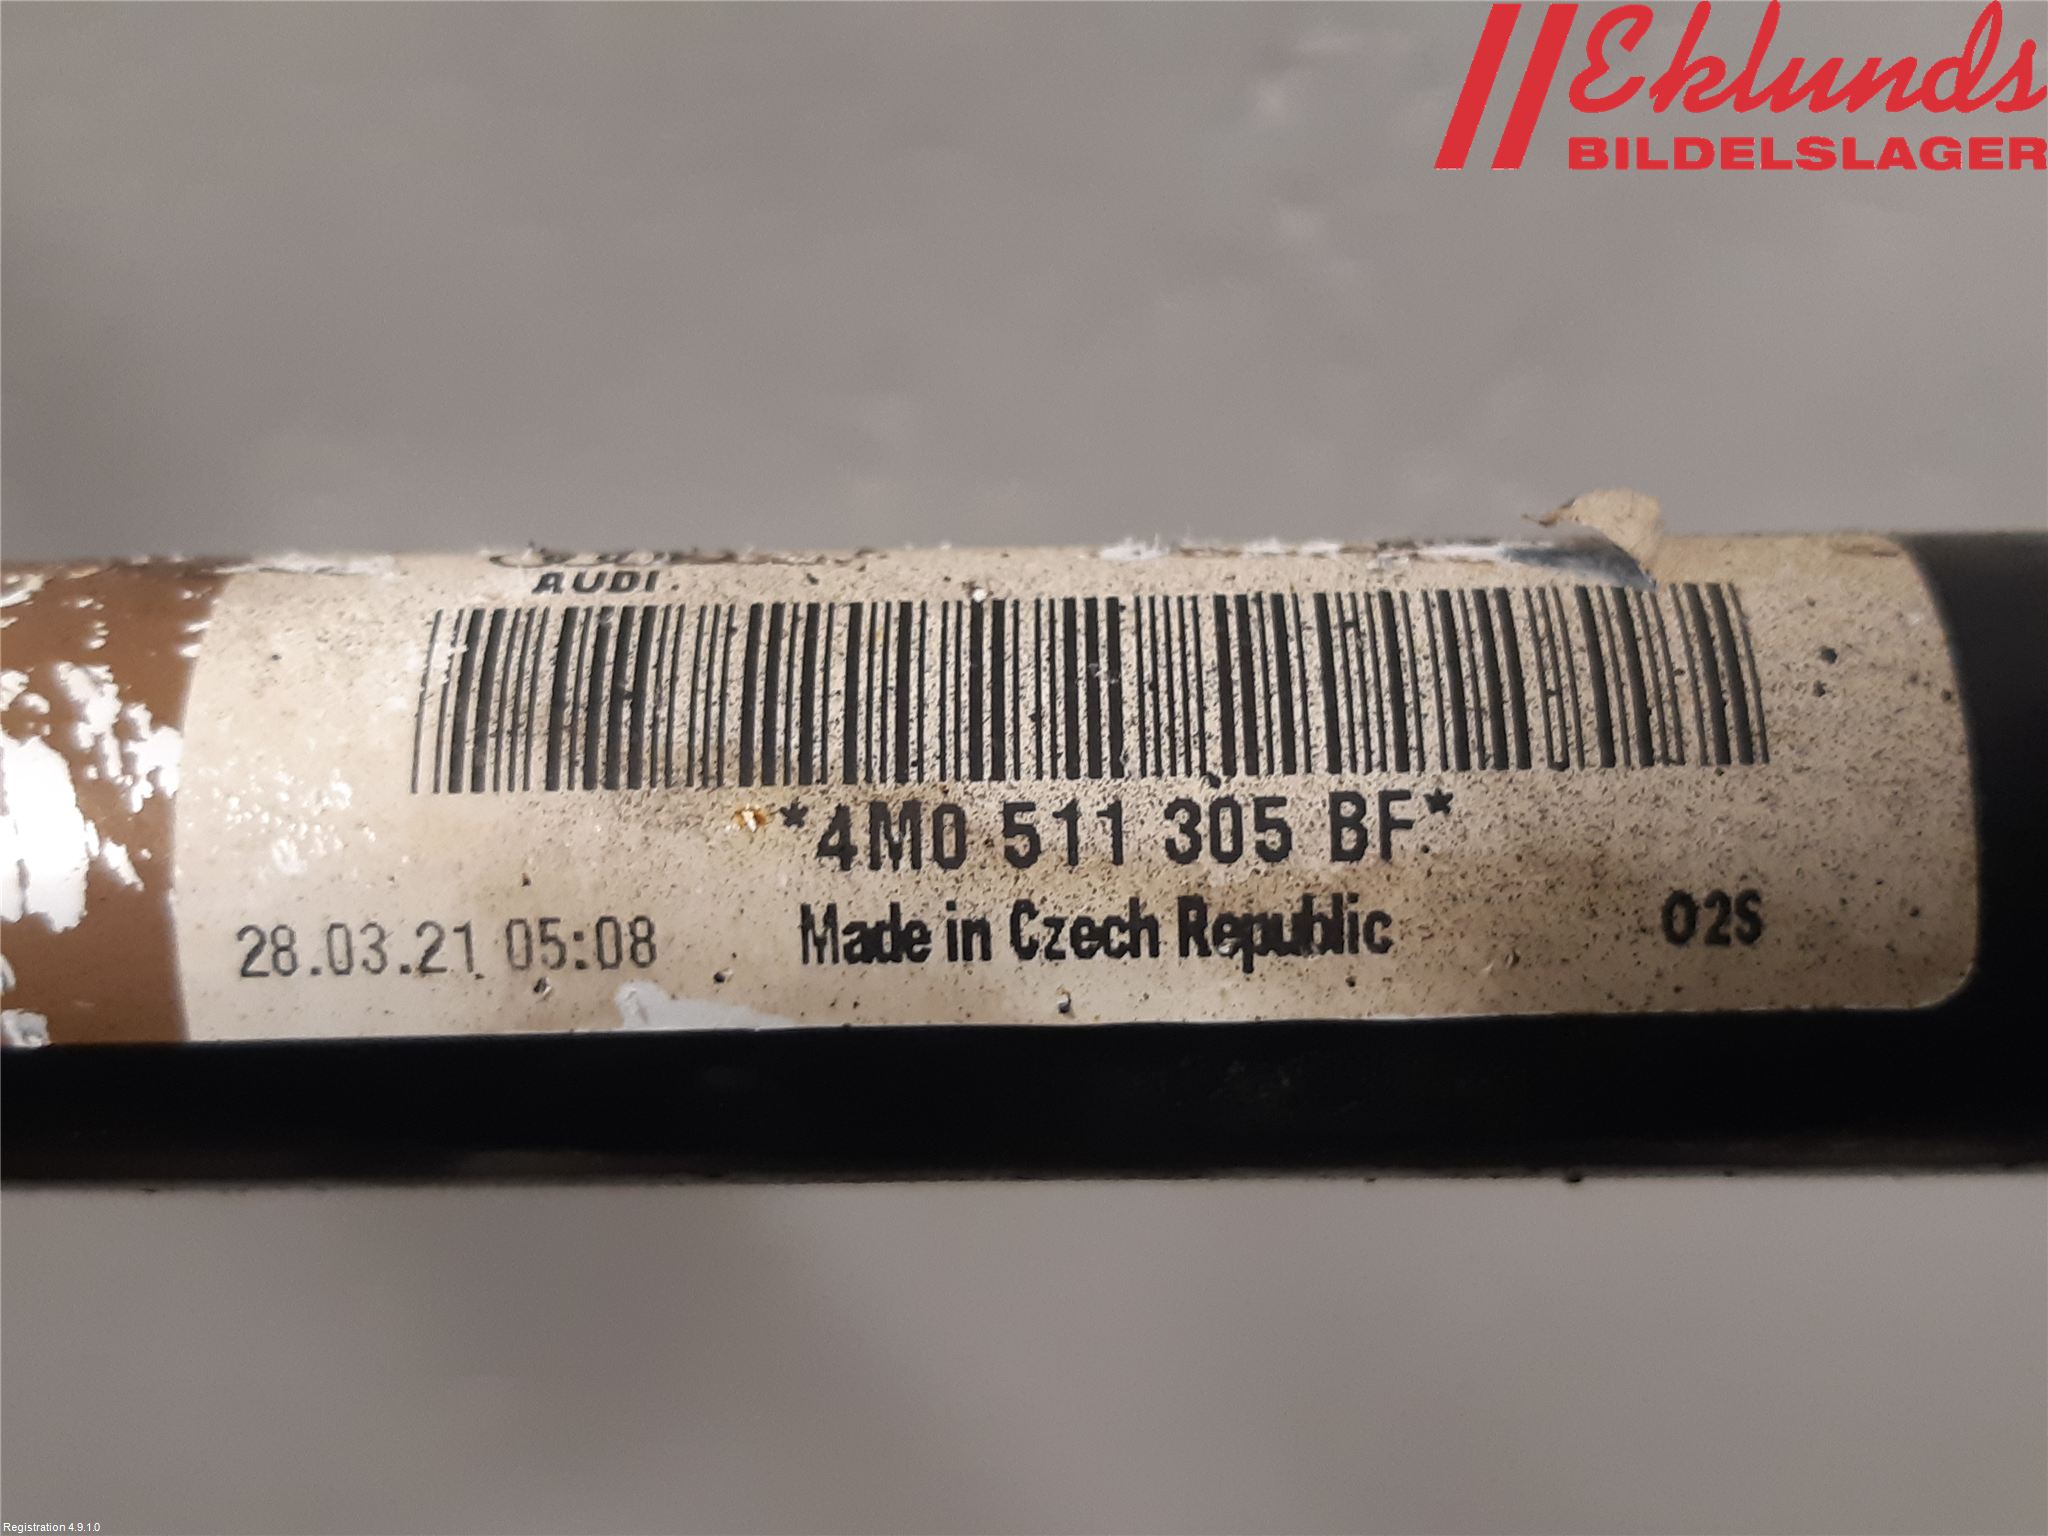 Eklunds
BILDELSLAGER
AUDI.
*4M0 511 305 BF*
28.03.21 05:08 Made in Czech Republic 02S
Registration 4.9.1.0